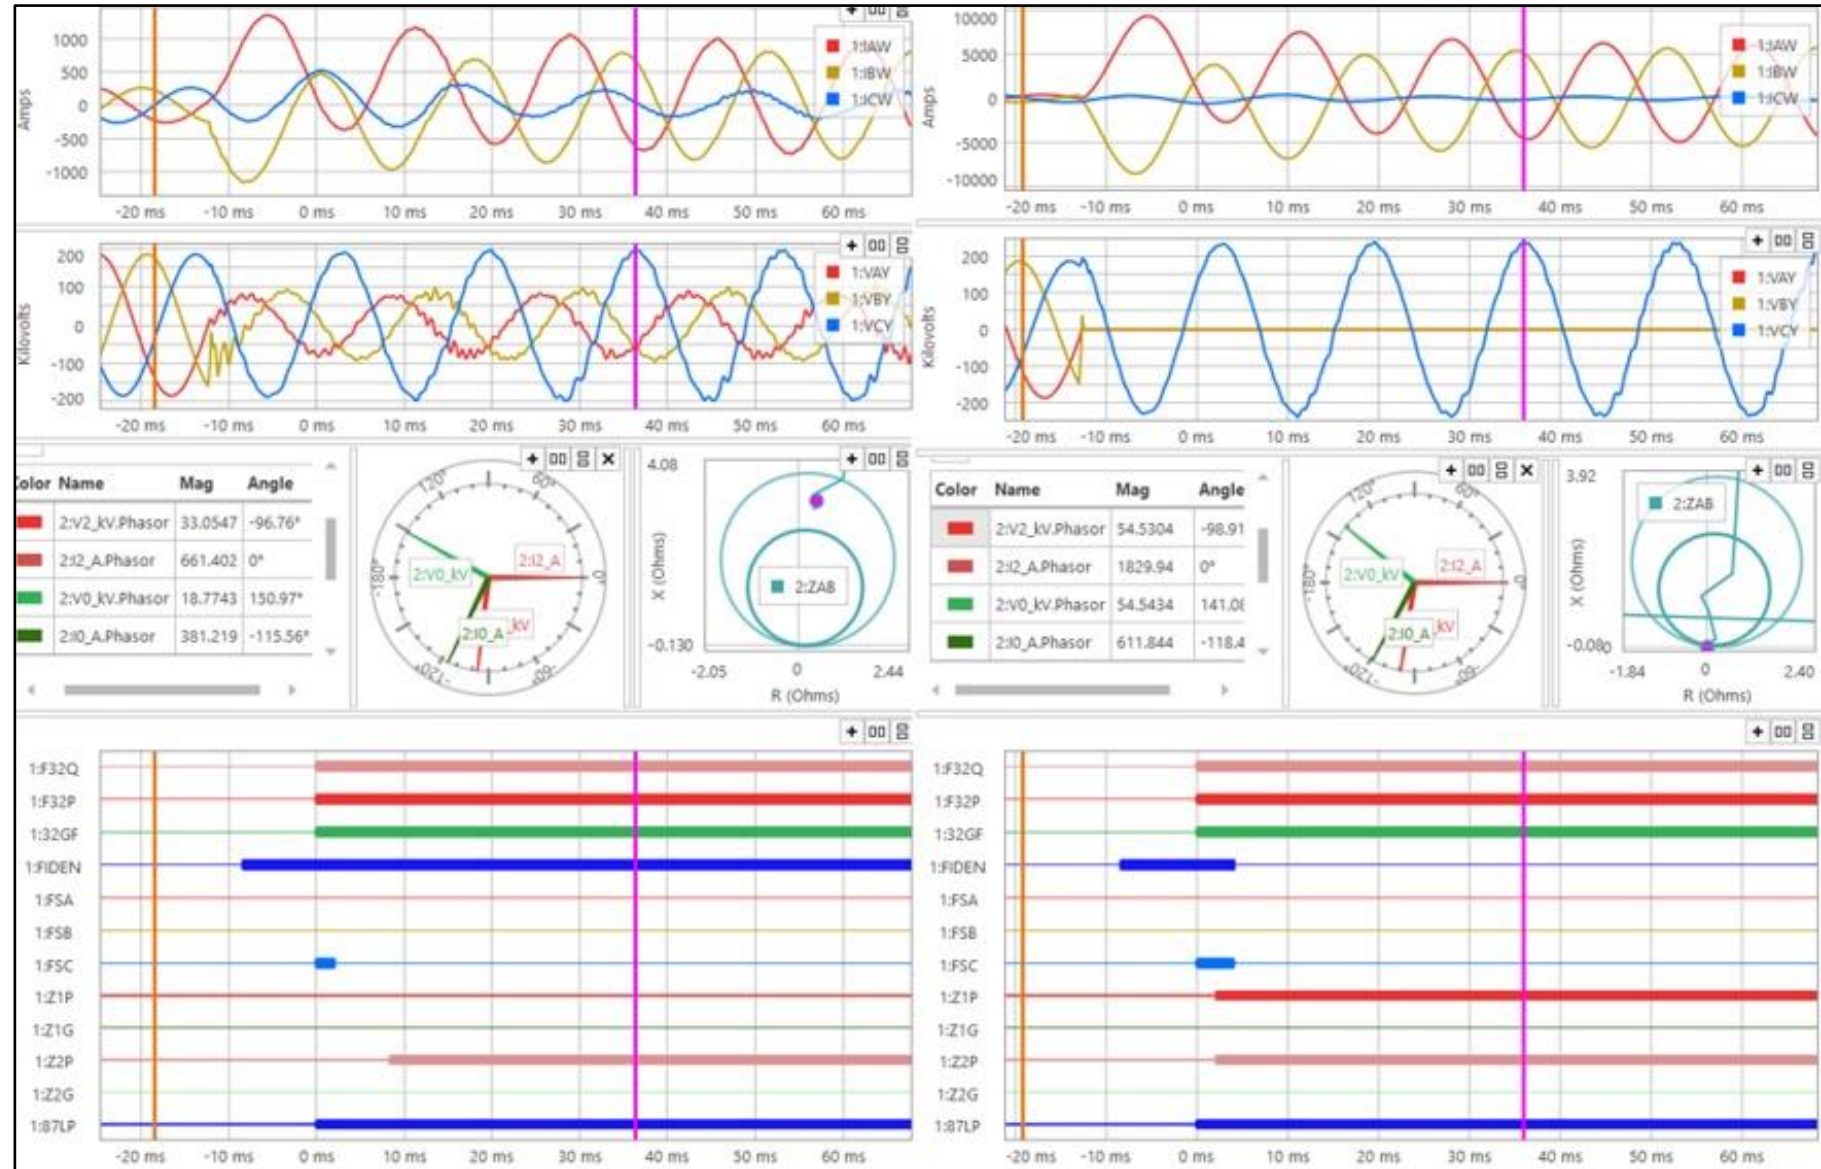 1000
500
0
-500
-1000
Amps
1:IAW
1:IBW
1:ICW
-20 ms -10 ms 0 ms 10 ms 20 ms 30 ms 40 ms 50 ms 60 ms
10000
5000
0
-5000
-10000
Amps
1:IAW
1:IBW
1:ICW
-20 ms -10 ms 0 ms 10 ms 20 ms 30 ms 40 ms 50 ms 60 ms
200
100
0
-100
-200
Kilovolts
1:VAY
1:VBY
1:VCY
-20 ms -10 ms 0 ms 10 ms 20 ms 30 ms 40 ms 50 ms 60 ms
200
100
0
-100
-200
Kilovolts
1:VAY
1:VBY
1:VCY
-20 ms -10 ms 0 ms 10 ms 20 ms 30 ms 40 ms 50 ms 60 ms
Color Name Mag Angle
2:V2_kV.Phasor 33.0547 -96.76°
2:I2_A.Phasor 661.402 0°
2:V0_kV.Phasor 18.7743 150.97°
2:I0_A.Phasor 381.219 -115.56°
120°
60°
-180°
0°
-120°
-60°
2:V0_kV
2:I2_A
2:I0_A
_kV
4.08
X (Ohms)
2:ZAB
-0.130
-2.05 0 2.44
R (Ohms)
Color Name Mag Angle
2:V2_kV.Phasor 54.5304 -98.91
2:I2_A.Phasor 1829.94 0°
2:V0_kV.Phasor 54.5434 141.08
2:I0_A.Phasor 611.844 -118.4
120°
60°
-180°
0°
-120°
-60°
2:V0_kV
2:I2_A
2:I0_A
_kV
3.92
X (Ohms)
2:ZAB
-0.080
-1.84 0 2.40
R (Ohms)
1:F32Q
1:F32P
1:32GF
1:FIDEN
1:FSA
1:FSB
1:FSC
1:Z1P
1:Z1G
1:Z2P
1:Z2G
1:87LP
-20 ms -10 ms 0 ms 10 ms 20 ms 30 ms 40 ms 50 ms 60 ms
1:F32Q
1:F32P
1:32GF
1:FIDEN
1:FSA
1:FSB
1:FSC
1:Z1P
1:Z1G
1:Z2P
1:Z2G
1:87LP
-20 ms -10 ms 0 ms 10 ms 20 ms 30 ms 40 ms 50 ms 60 ms